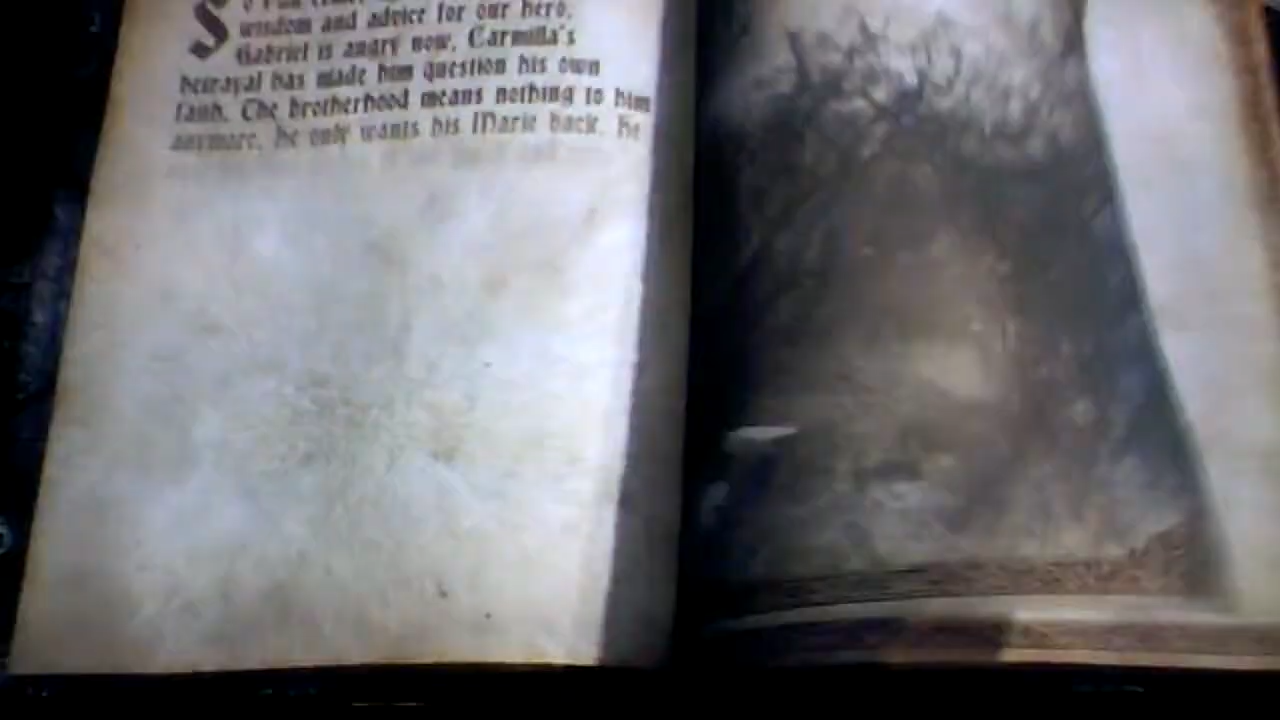 wisdom and advice for our hero.
Gabriel is angry now. Carmilla's
betrayal has made him question his own
faith. The brotherhood means nothing to him
anymore. he only wants his Marie back. He